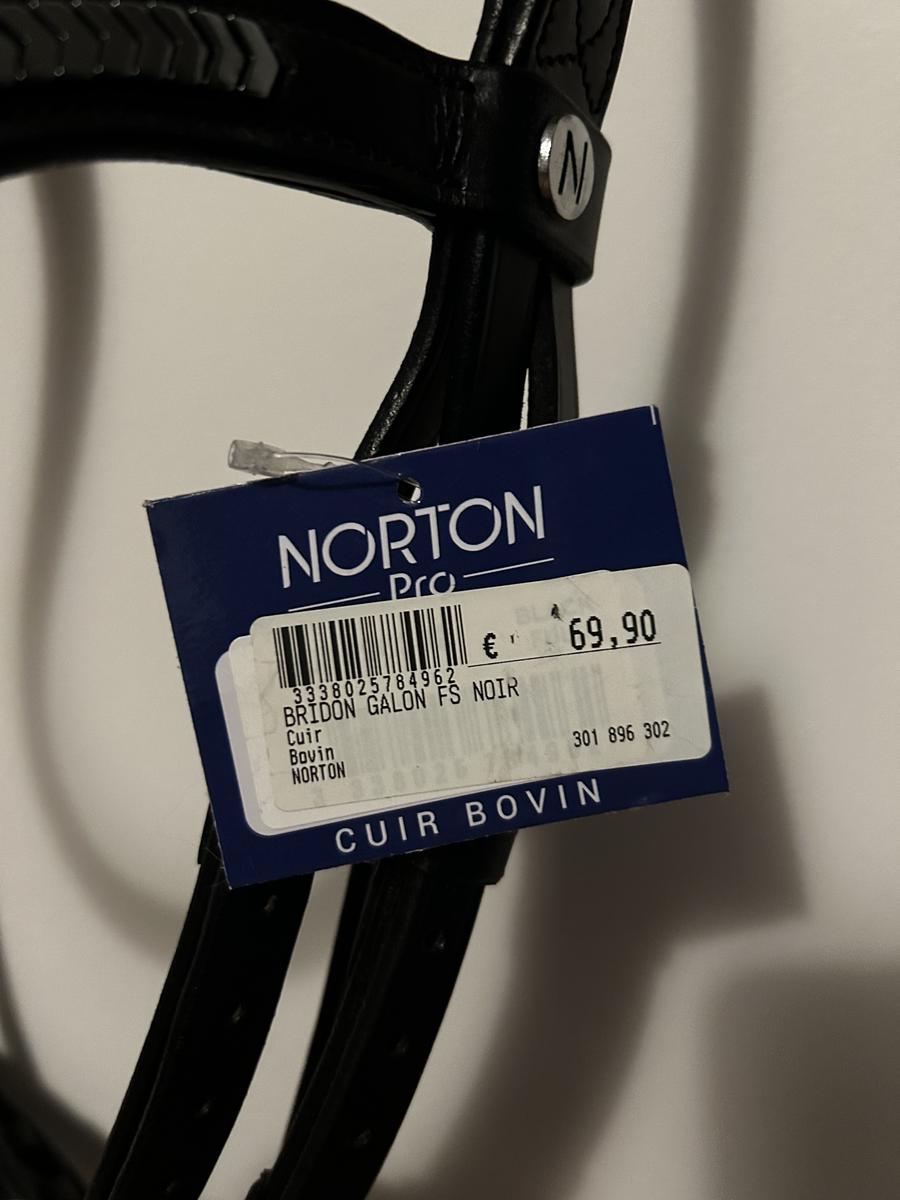 N
NORTON
Pro
€ 69,90
3338025784962
BRIDON GALON FS NOIR
Cuir
Bovin
301 896 302
NORTON
CUIR BOVIN